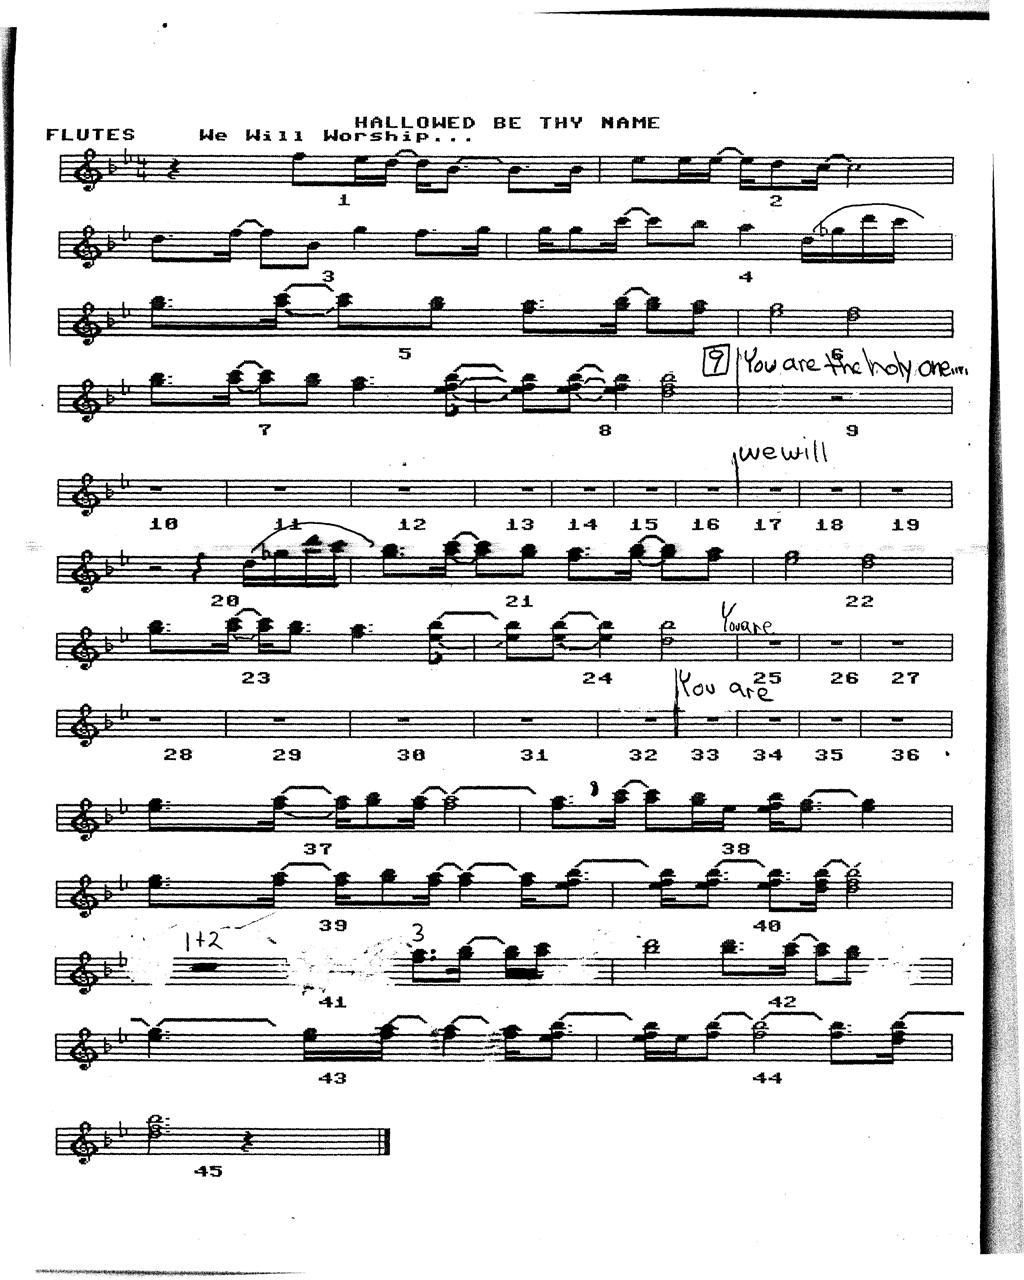 HALLOWED BE THY NAME
FLUTES We Will Worship...
1 2
3 4
5 6
9 You are the holy one....
7 8 9
we will
10 11 12 13 14 15 16 17 18 19
20 21 22
You are
23 24 25 26 27
You are
28 29 30 31 32 33 34 35 36
37 38
39 40
1+2 3
41 42
43 44
45